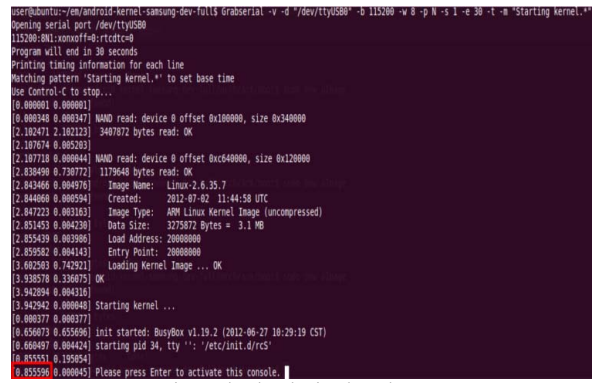 user@ubuntu:~/em/android-kernel-samsung-dev-full$ Grabserial -v -d "/dev/ttyUSB0" -b 115200 -w 8 -p N -s 1 -e 30 -t -m "Starting kernel.*"
Opening serial port /dev/ttyUSB0
115200:8N1:xonxoff=0:rtcdtc=0
Program will end in 30 seconds
Printing timing information for each line
Matching pattern 'Starting kernel.*' to set base time
Use Control-C to stop...
[0.000001 0.000001]
[0.000348 0.000347] NAND read: device 0 offset 0x100000, size 0x340000
[2.102471 2.102123]  3407872 bytes read: OK
[2.107674 0.005203]
[2.107718 0.000044] NAND read: device 0 offset 0xc640000, size 0x120000
[2.838490 0.730772]  1179648 bytes read: OK
[2.843466 0.004976]    Image Name:   Linux-2.6.35.7
[2.844060 0.000594]    Created:      2012-07-02  11:44:58 UTC
[2.847223 0.003163]    Image Type:   ARM Linux Kernel Image (uncompressed)
[2.851453 0.004230]    Data Size:    3275872 Bytes =  3.1 MB
[2.855439 0.003986]    Load Address: 20008000
[2.859582 0.004143]    Entry Point:  20008000
[3.602503 0.742921]    Loading Kernel Image ... OK
[3.938578 0.336075] OK
[3.942894 0.004316]
[3.942942 0.000048] Starting kernel ...
[0.000377 0.000377]
[0.656073 0.655696] init started: BusyBox v1.19.2 (2012-06-27 10:29:19 CST)
[0.660497 0.004424] starting pid 34, tty '': '/etc/init.d/rcS'
[0.855551 0.195054]
[0.855596 0.000045] Please press Enter to activate this console.